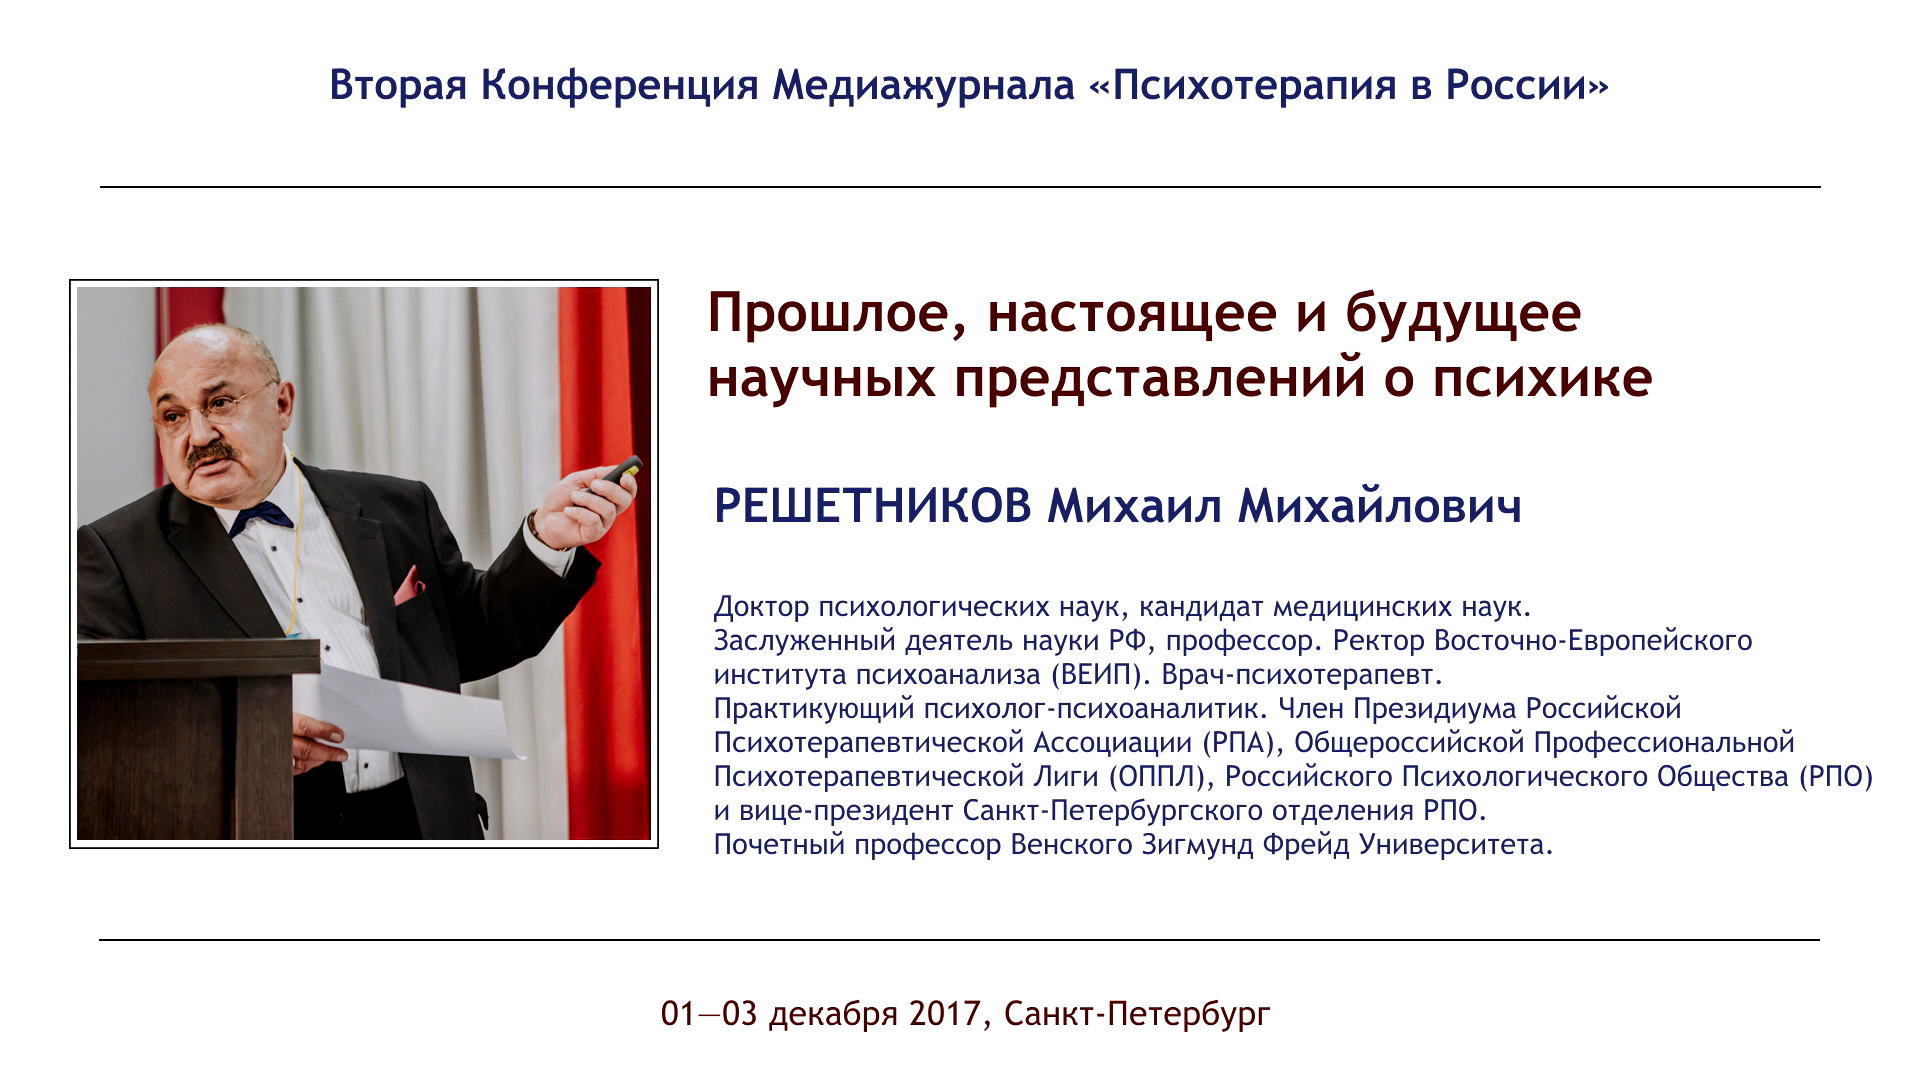 Вторая Конференция Медиажурнала «Психотерапия в России»
Прошлое, настоящее и будущее
научных представлений о психике
РЕШЕТНИКОВ Михаил Михайлович
Доктор психологических наук, кандидат медицинских наук.
Заслуженный деятель науки РФ, профессор. Ректор Восточно-Европейского
института психоанализа (ВЕИП). Врач-психотерапевт.
Практикующий психолог-психоаналитик. Член Президиума Российской
Психотерапевтической Ассоциации (РПА), Общероссийской Профессиональной
Психотерапевтической Лиги (ОППЛ), Российского Психологического Общества (РПО)
и вице-президент Санкт-Петербургского отделения РПО.
Почетный профессор Венского Зигмунд Фрейд Университета.
01—03 декабря 2017, Санкт-Петербург